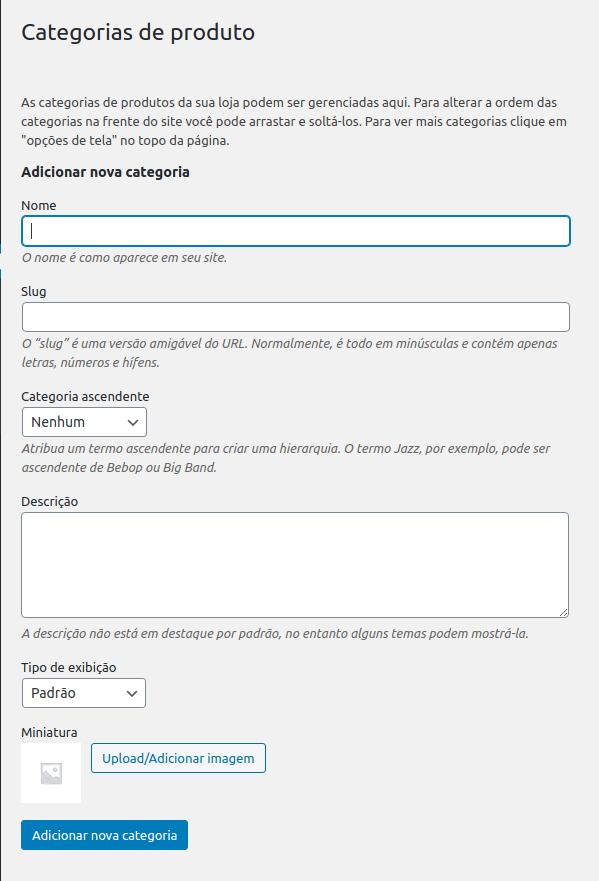 Categorias de produto
As categorias de produtos da sua loja podem ser gerenciadas aqui. Para alterar a ordem das
categorias na frente do site você pode arrastar e soltá-los. Para ver mais categorias clique em
"opções de tela" no topo da página.
Adicionar nova categoria
Nome
O nome é como aparece em seu site.
Slug
O “slug” é uma versão amigável do URL. Normalmente, é todo em minúsculas e contém apenas
letras, números e hífens.
Categoria ascendente
Nenhum
Atribua um termo ascendente para criar uma hierarquia. O termo Jazz, por exemplo, pode ser
ascendente de Bebop ou Big Band.
Descrição
A descrição não está em destaque por padrão, no entanto alguns temas podem mostrá-la.
Tipo de exibição
Padrão
Miniatura
Upload/Adicionar imagem
Adicionar nova categoria